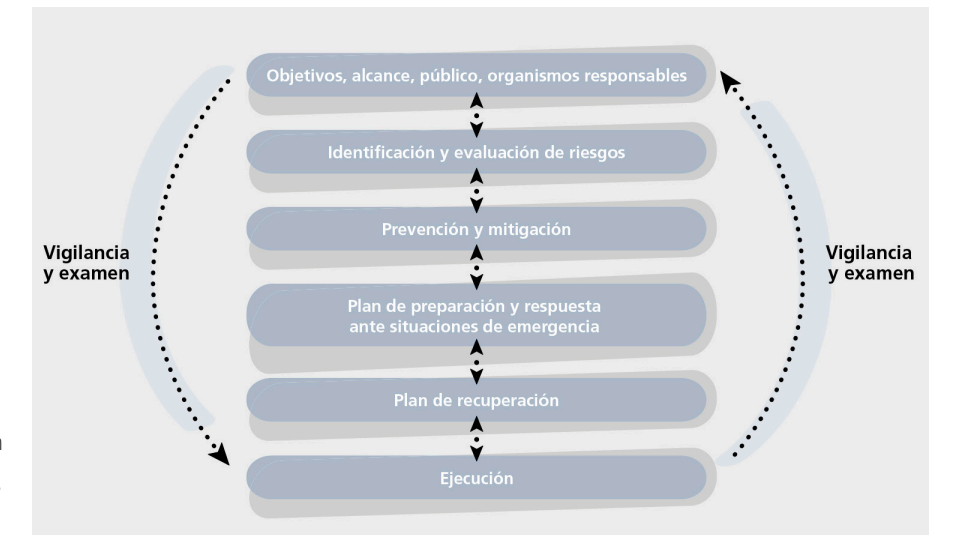 Objetivos, alcance, público, organismos responsables
Identificación y evaluación de riesgos
Prevención y mitigación
Vigilancia
y examen
Vigilancia
y examen
Plan de preparación y respuesta
ante situaciones de emergencia
Plan de recuperación
Ejecución